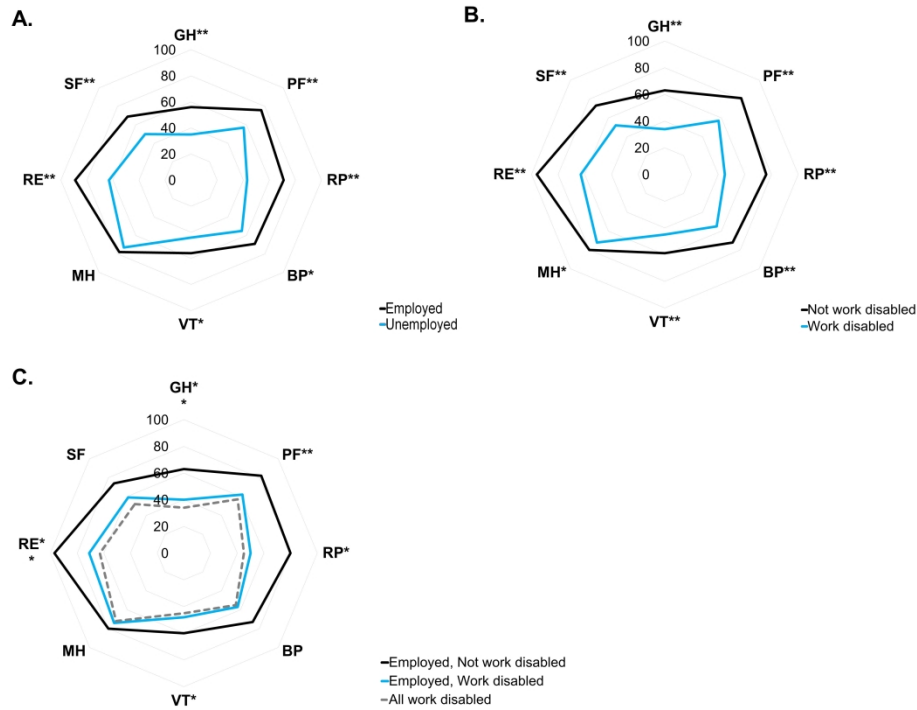 A.
GH**
100
80
60
40
20
0
SF**
PF**
RE**
RP**
MH
BP*
VT*
Employed
Unemployed
B.
GH**
100
80
60
40
20
0
SF**
PF**
RE**
RP**
MH*
BP**
VT**
Not work disabled
Work disabled
C.
GH*
*
100
80
60
40
20
0
SF
PF**
RE*
*
RP*
MH
BP
VT*
Employed, Not work disabled
Employed, Work disabled
All work disabled